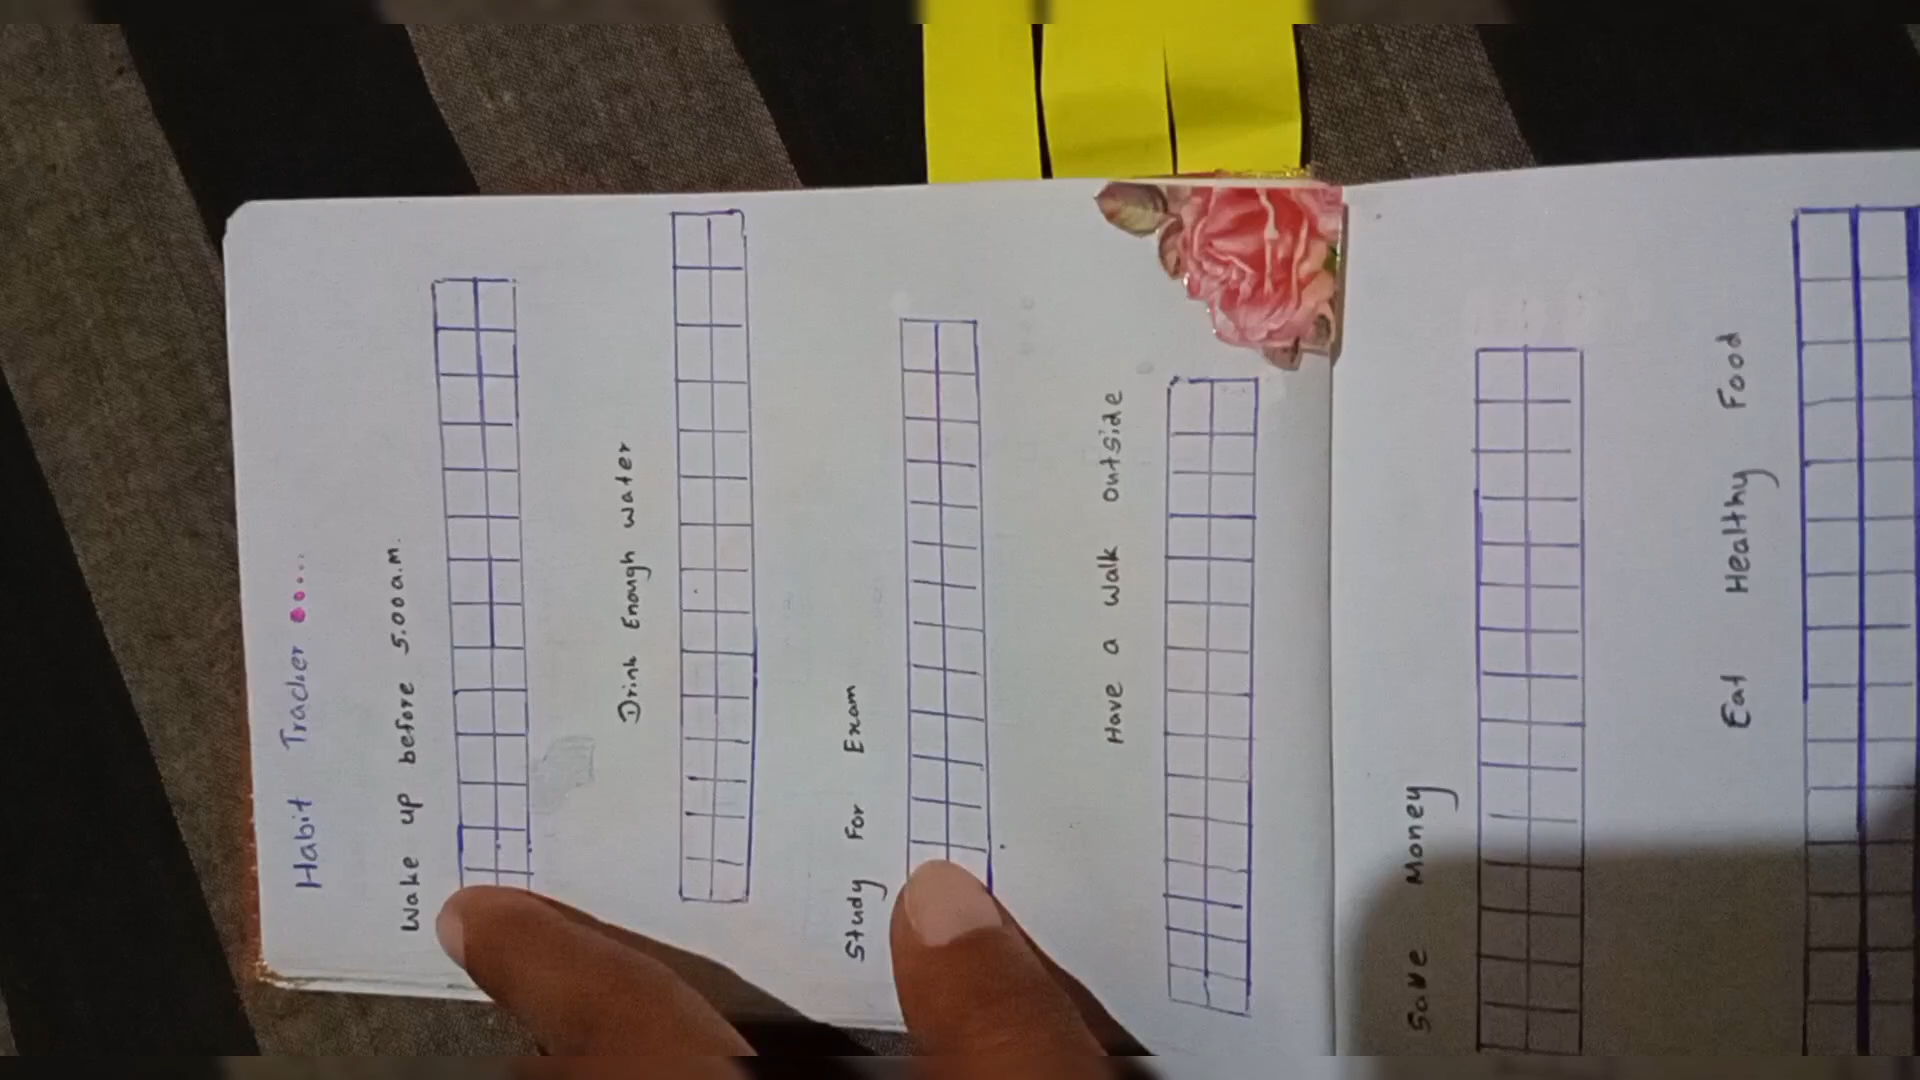 Habit Tracker
Wake up before 5.00 a.m.
Drink Enough water
Study For Exam
Have a walk outside
Save Money
Eat Healthy Food